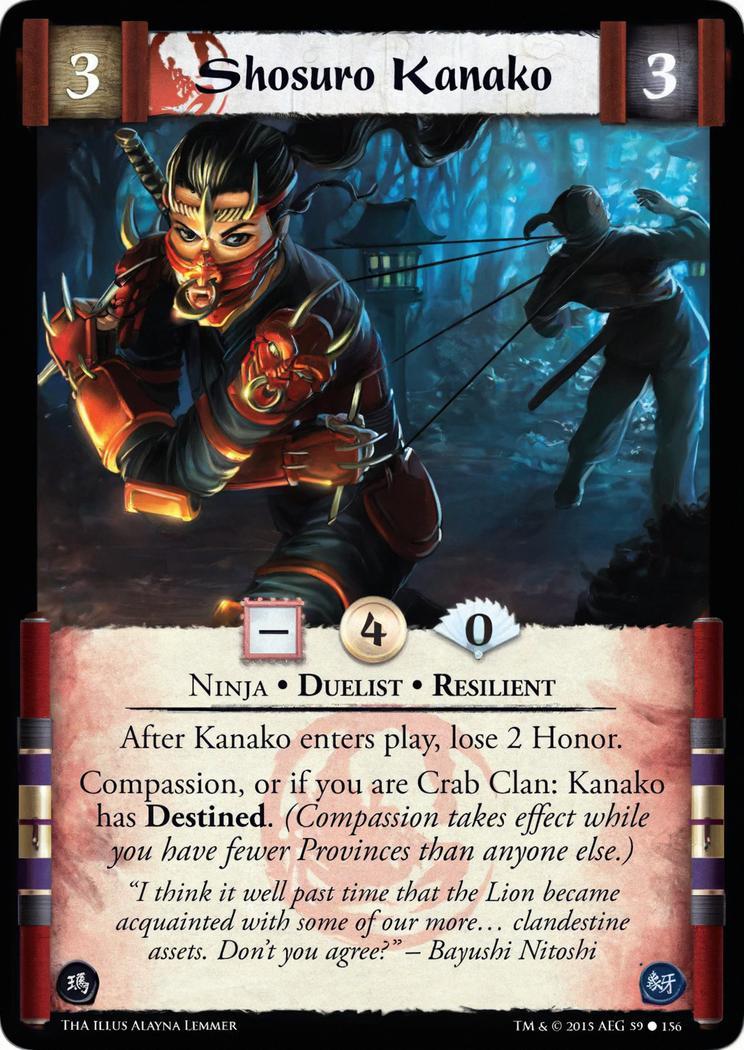 3
Shosuro Kanako
3
–
4
0
Ninja • Duelist • Resilient
After Kanako enters play, lose 2 Honor.
Compassion, or if you are Crab Clan: Kanako
has Destined. (Compassion takes effect while
you have fewer Provinces than anyone else.)
“I think it well past time that the Lion became
acquainted with some of our more… clandestine
assets. Don’t you agree?” – Bayushi Nitoshi
瑪
象牙
ThA Illus Alayna Lemmer
TM & © 2015 AEG S9 ● 156